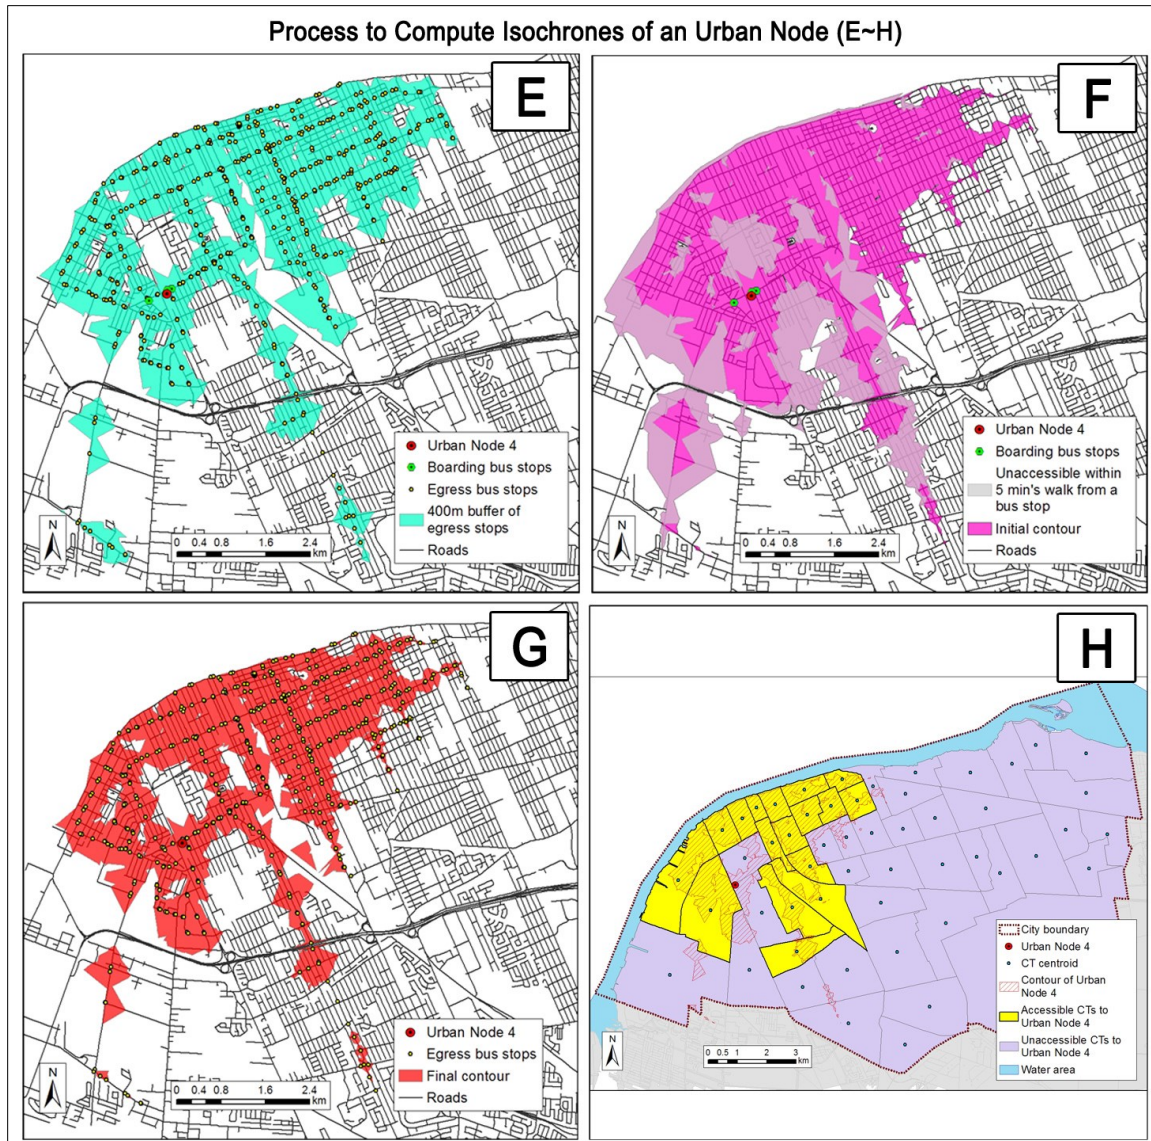 Process to Compute Isochrones of an Urban Node (E~H)
E
Urban Node 4
Boarding bus stops
Egress bus stops
400m buffer of
egress stops
Roads
N
0 0.4 0.8 1.6 2.4
km
F
Urban Node 4
Boarding bus stops
Unaccessible within
5 min's walk from a
bus stop
Initial contour
Roads
N
0 0.4 0.8 1.6 2.4
km
G
Urban Node 4
Egress bus stops
Final contour
Roads
N
0 0.4 0.8 1.6 2.4
km
H
City boundary
Urban Node 4
CT centroid
Contour of Urban
Node 4
Accessible CTs to
Urban Node 4
Unaccessible CTs to
Urban Node 4
Water area
N
0 0.5 1 2 3
km